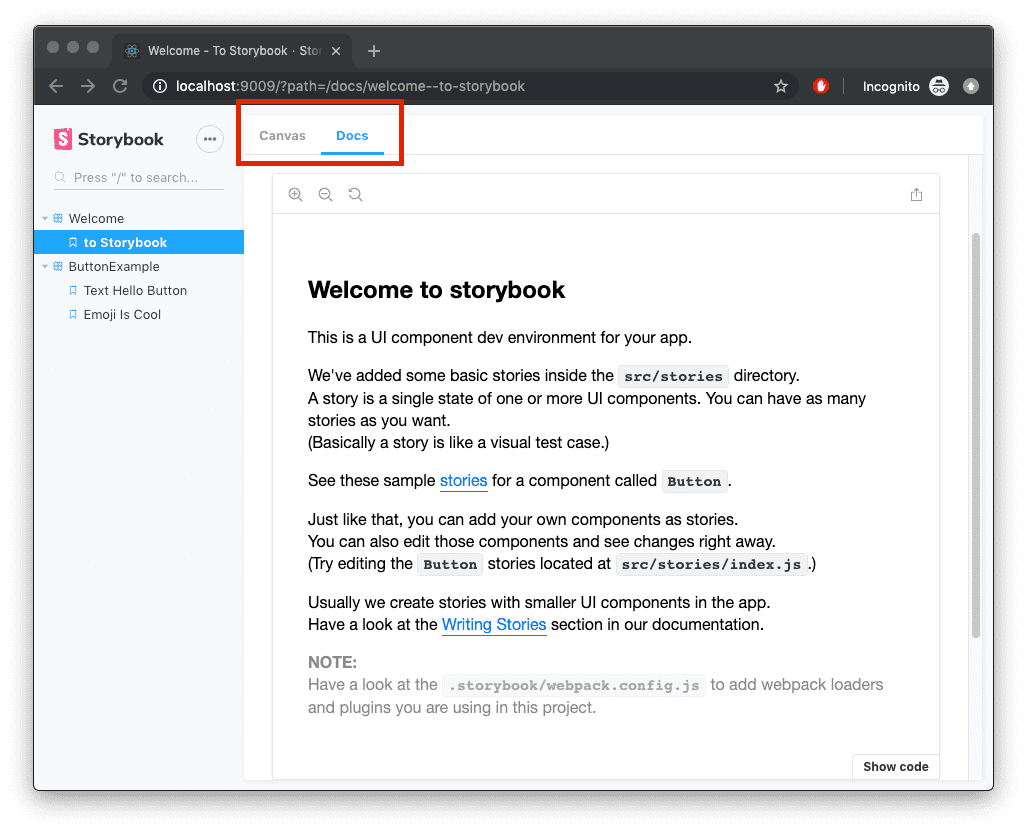 Welcome - To Storybook · Sto
localhost:9009/?path=/docs/welcome--to-storybook
Incognito
Storybook
Canvas
Docs
Press "/" to search...
Welcome
to Storybook
ButtonExample
Text Hello Button
Emoji Is Cool
Welcome to storybook
This is a UI component dev environment for your app.
We've added some basic stories inside the src/stories directory.
A story is a single state of one or more UI components. You can have as many
stories as you want.
(Basically a story is like a visual test case.)
See these sample stories for a component called Button.
Just like that, you can add your own components as stories.
You can also edit those components and see changes right away.
(Try editing the Button stories located at src/stories/index.js.)
Usually we create stories with smaller UI components in the app.
Have a look at the Writing Stories section in our documentation.
NOTE:
Have a look at the .storybook/webpack.config.js to add webpack loaders
and plugins you are using in this project.
Show code